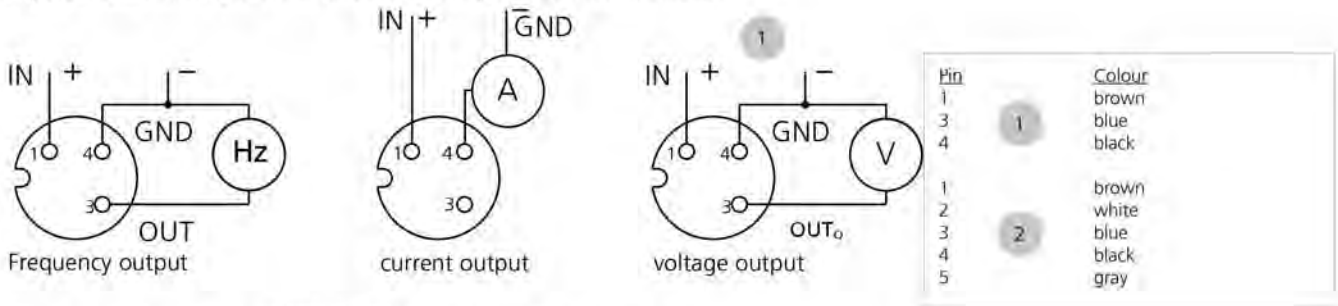 IN + − GND Hz 1 4 3 OUT
Frequency output
IN + − GND A 1 4 3
current output
1
IN + − GND V 1 4 3 OUT
voltage output
Pin Colour
1 brown
3 blue
4 black
1
1 brown
2 white
3 blue
4 black
5 gray
2